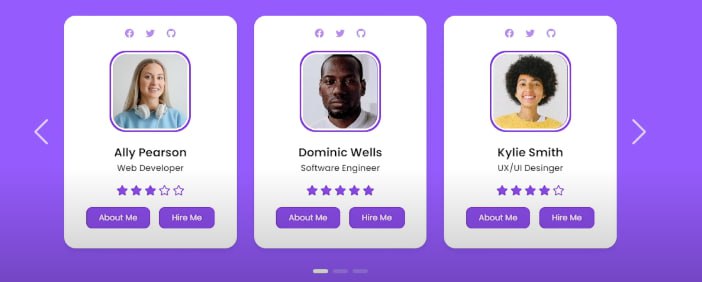 Ally Pearson
Web Developer
About Me
Hire Me
Dominic Wells
Software Engineer
About Me
Hire Me
Kylie Smith
UX/UI Desinger
About Me
Hire Me